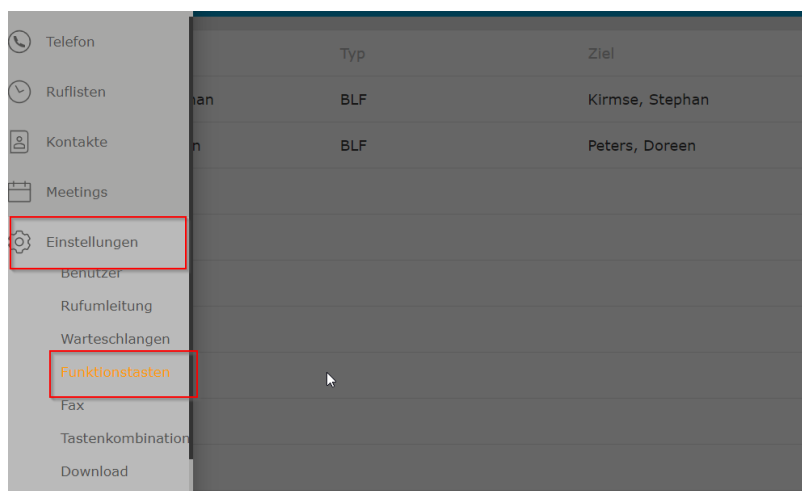 Telefon
Ruflisten
Kontakte
Meetings
Einstellungen
Benutzer
Rufumleitung
Warteschlangen
Funktionstasten
Fax
Tastenkombination
Download
Typ Ziel
nan BLF Kirmse, Stephan
n BLF Peters, Doreen